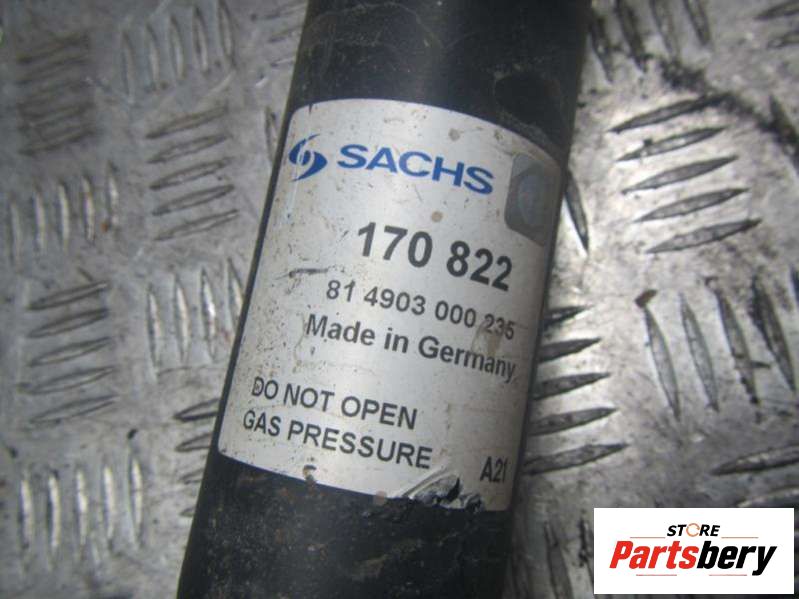 SACHS
170 822
81 4903 000 235
Made in Germany
DO NOT OPEN
GAS PRESSURE
A21
STORE
Partsbery